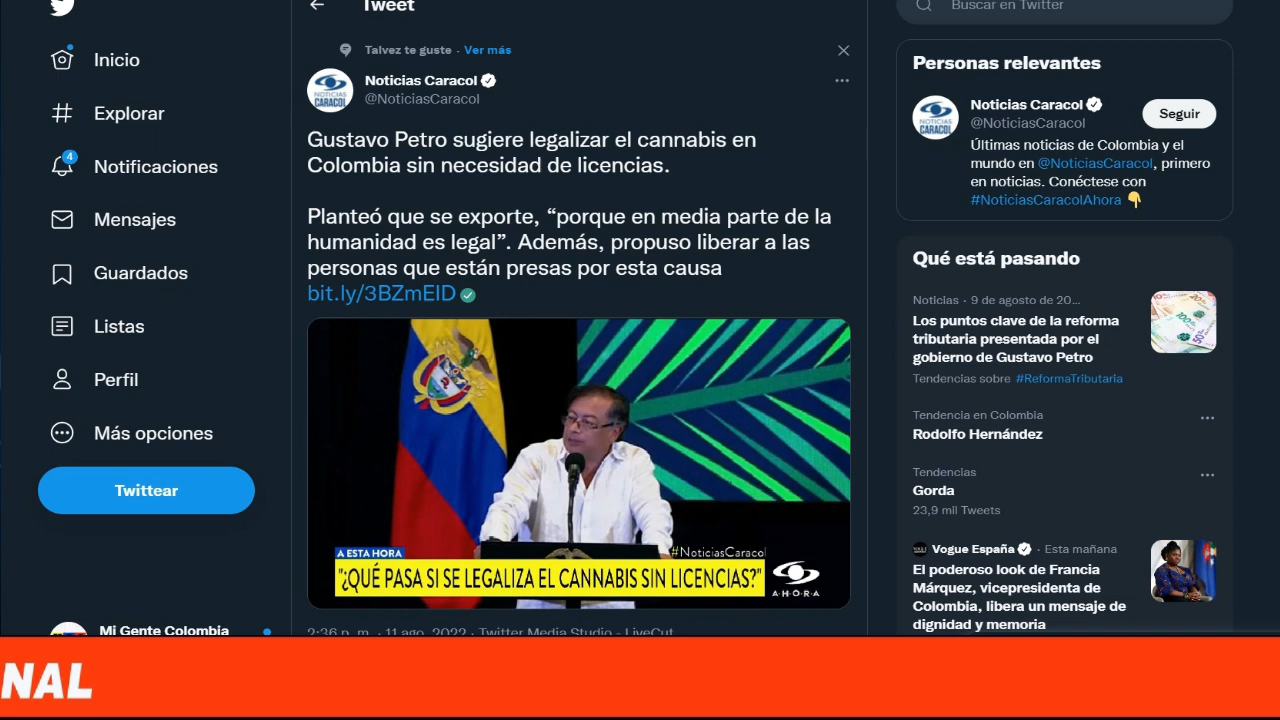 Inicio
Explorar
4
Notificaciones
Mensajes
Guardados
Listas
Perfil
Más opciones
Twittear
Mi Gente Colombia
Tweet
Talvez te guste · Ver más
Noticias Caracol
@NoticiasCaracol
NOTICIAS
CARACOL
Gustavo Petro sugiere legalizar el cannabis en
Colombia sin necesidad de licencias.
Planteó que se exporte, “porque en media parte de la
humanidad es legal”. Además, propuso liberar a las
personas que están presas por esta causa
bit.ly/3BZmEID
A ESTA HORA
#NoticiasCaracol
"¿QUÉ PASA SI SE LEGALIZA EL CANNABIS SIN LICENCIAS?"
A·H·O·R·A
2:36 p. m. · 11 ago. 2022 · Twitter Media Studio - LiveCut
Buscar en Twitter
Personas relevantes
Noticias Caracol
@NoticiasCaracol
Seguir
NOTICIAS
CARACOL
Últimas noticias de Colombia y el
mundo en @NoticiasCaracol, primero
en noticias. Conéctese con
#NoticiasCaracolAhora
Qué está pasando
Noticias · 9 de agosto de 20...
Los puntos clave de la reforma
tributaria presentada por el
gobierno de Gustavo Petro
Tendencias sobre #ReformaTributaria
Tendencia en Colombia
Rodolfo Hernández
Tendencias
Gorda
23,9 mil Tweets
Vogue España · Esta mañana
El poderoso look de Francia
Márquez, vicepresidenta de
Colombia, libera un mensaje de
dignidad y memoria
NAL